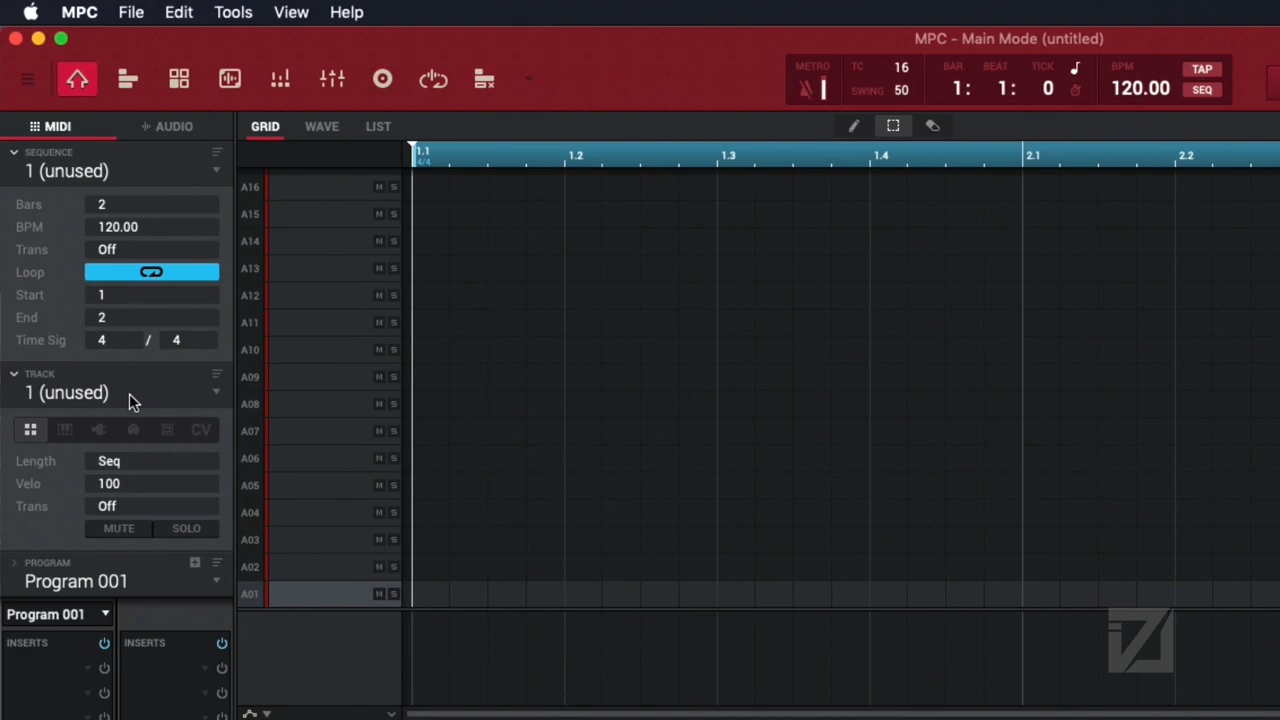 MPC File Edit Tools View Help
MPC - Main Mode (untitled)
METRO
TC 16
SWING 50
BAR BEAT TICK
1: 1: 0
BPM
120.00
TAP
SEQ
MIDI AUDIO
GRID WAVE LIST
SEQUENCE
1 (unused)
Bars 2
BPM 120.00
Trans Off
Loop
Start 1
End 2
Time Sig 4 / 4
TRACK
1 (unused)
CV
Length Seq
Velo 100
Trans Off
MUTE SOLO
PROGRAM
Program 001
Program 001
INSERTS INSERTS
1.1 1.2 1.3 1.4 2.1 2.2
4/4
A16 M S
A15 M S
A14 M S
A13 M S
A12 M S
A11 M S
A10 M S
A09 M S
A08 M S
A07 M S
A06 M S
A05 M S
A04 M S
A03 M S
A02 M S
A01 M S